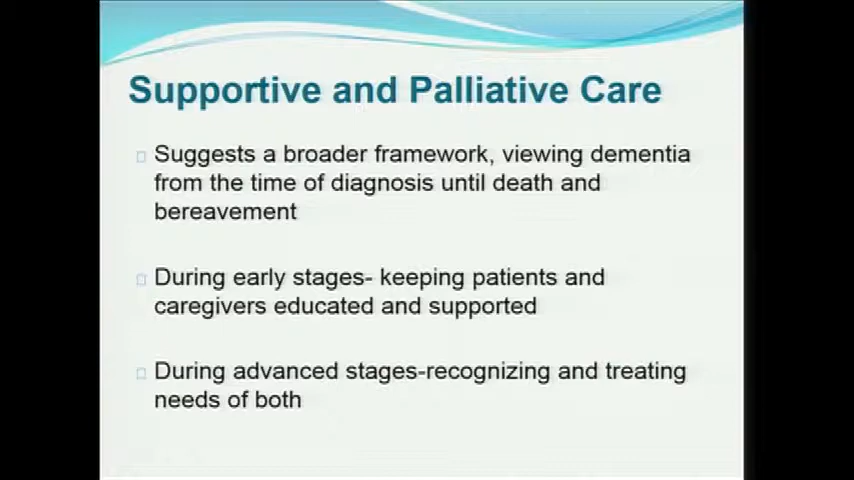 Supportive and Palliative Care
Suggests a broader framework, viewing dementia
from the time of diagnosis until death and
bereavement
During early stages- keeping patients and
caregivers educated and supported
During advanced stages-recognizing and treating
needs of both